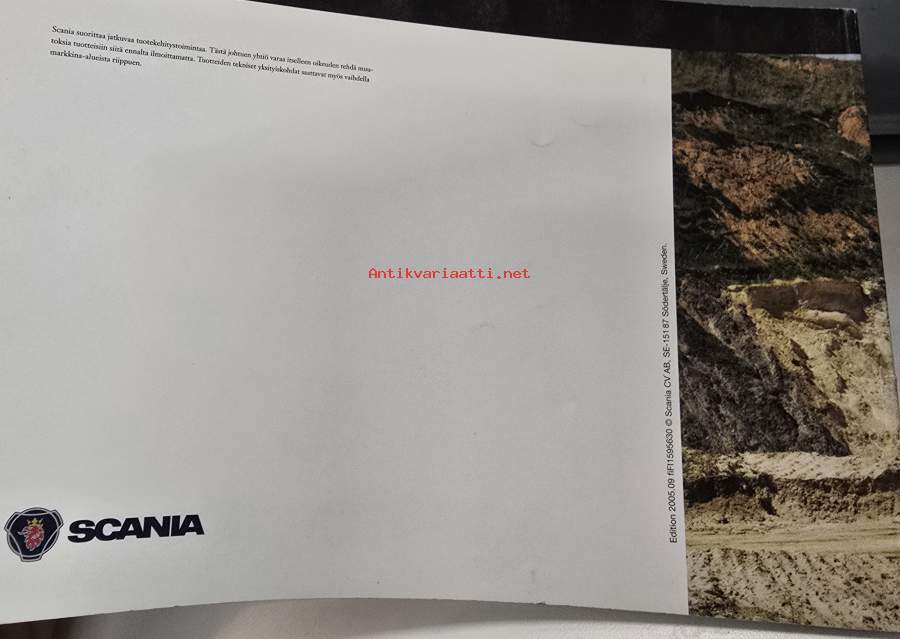 Scania suorittaa jatkuvaa tuotekehitystoimintaa. Tästä johtuen yhtiö varaa itselleen oikeuden tehdä muu-
toksia tuotteisiin siitä ennalta ilmoittamatta. Tuotteiden tekniset yksityiskohdat saattavat myös vaihdella
markkina-alueista riippuen.
Antikvariaatti.net
Edition 2005.09 fiFI1595630 © Scania CV AB, SE-151 87 Södertälje, Sweden.
SCANIA